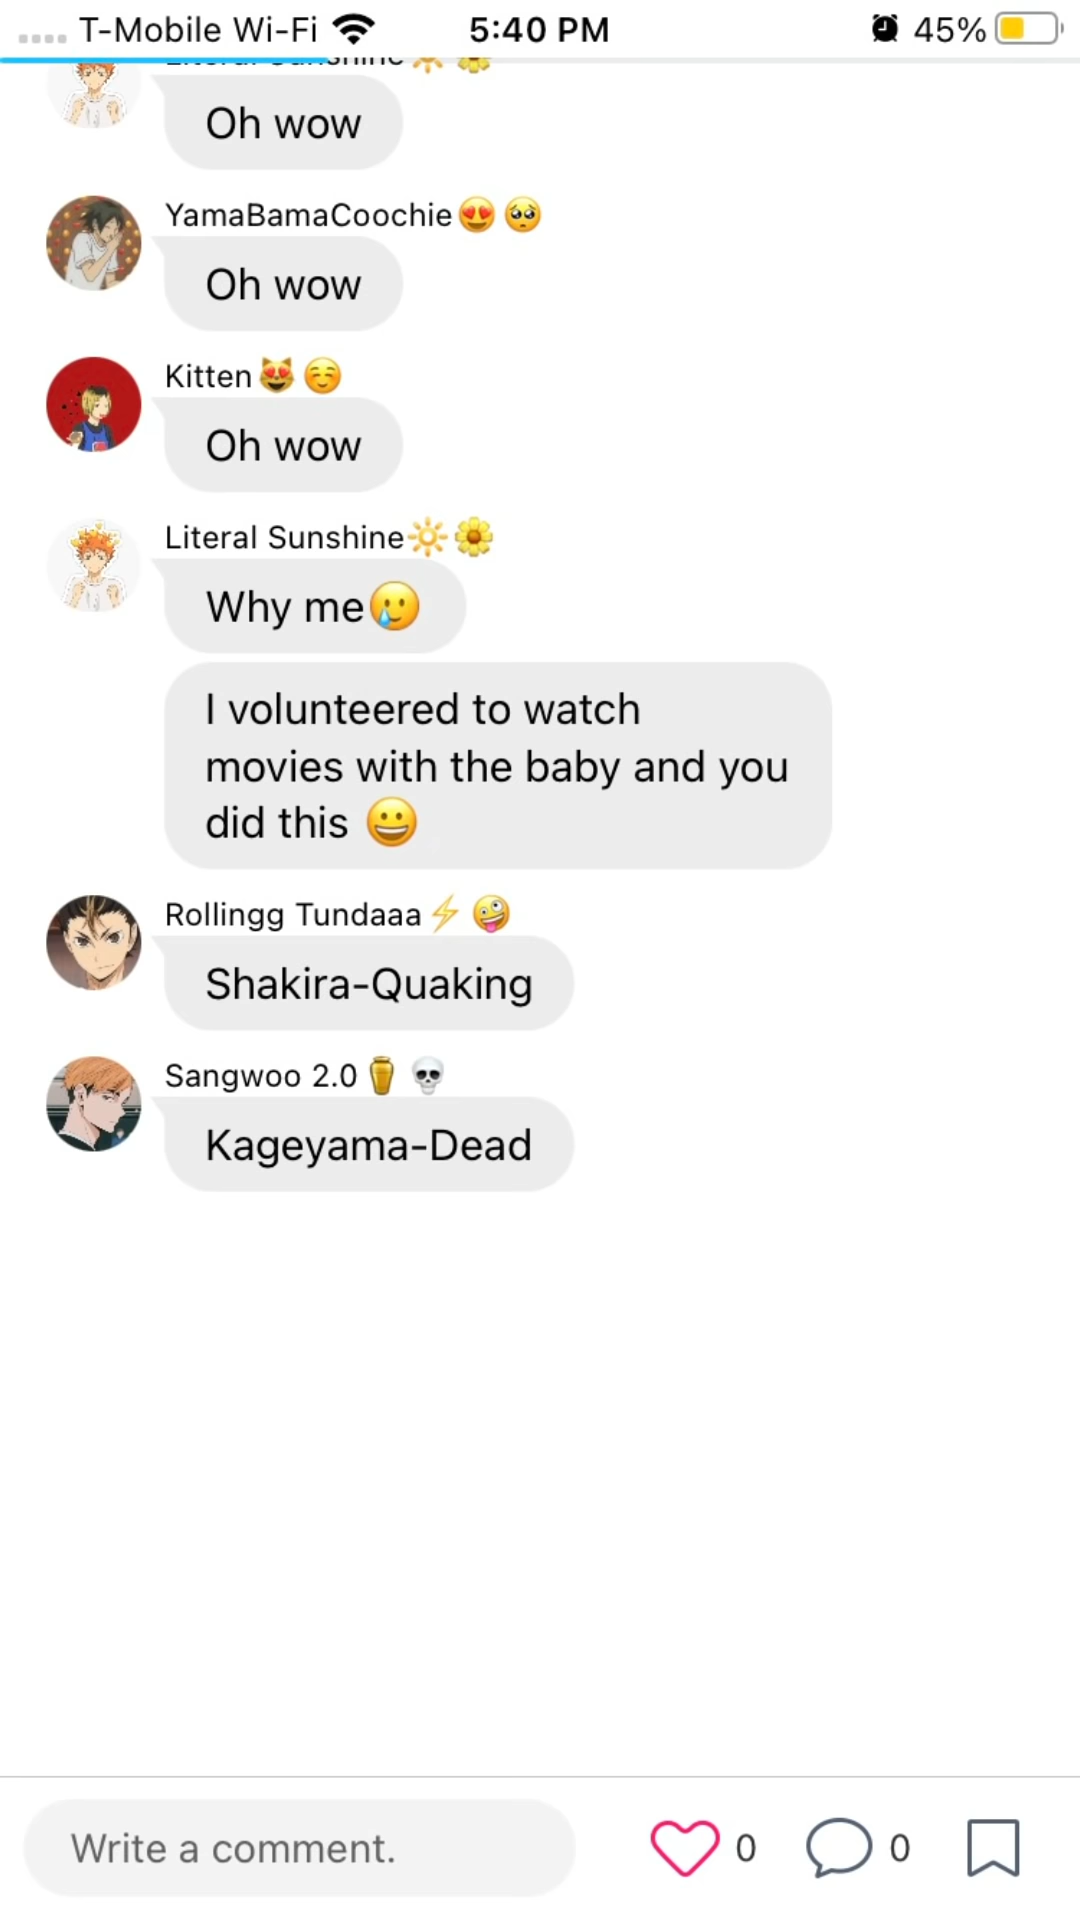 T-Mobile Wi-Fi 5:40 PM 45%
Literal Sunshine🔆🌼
Oh wow
YamaBamaCoochie😍🥺
Oh wow
Kitten😻☺️
Oh wow
Literal Sunshine🔆🌼
Why me🥲
I volunteered to watch
movies with the baby and you
did this 😀
Rollingg Tundaaa⚡🤪
Shakira-Quaking
Sangwoo 2.0⚱️💀
Kageyama-Dead
Write a comment. 0 0